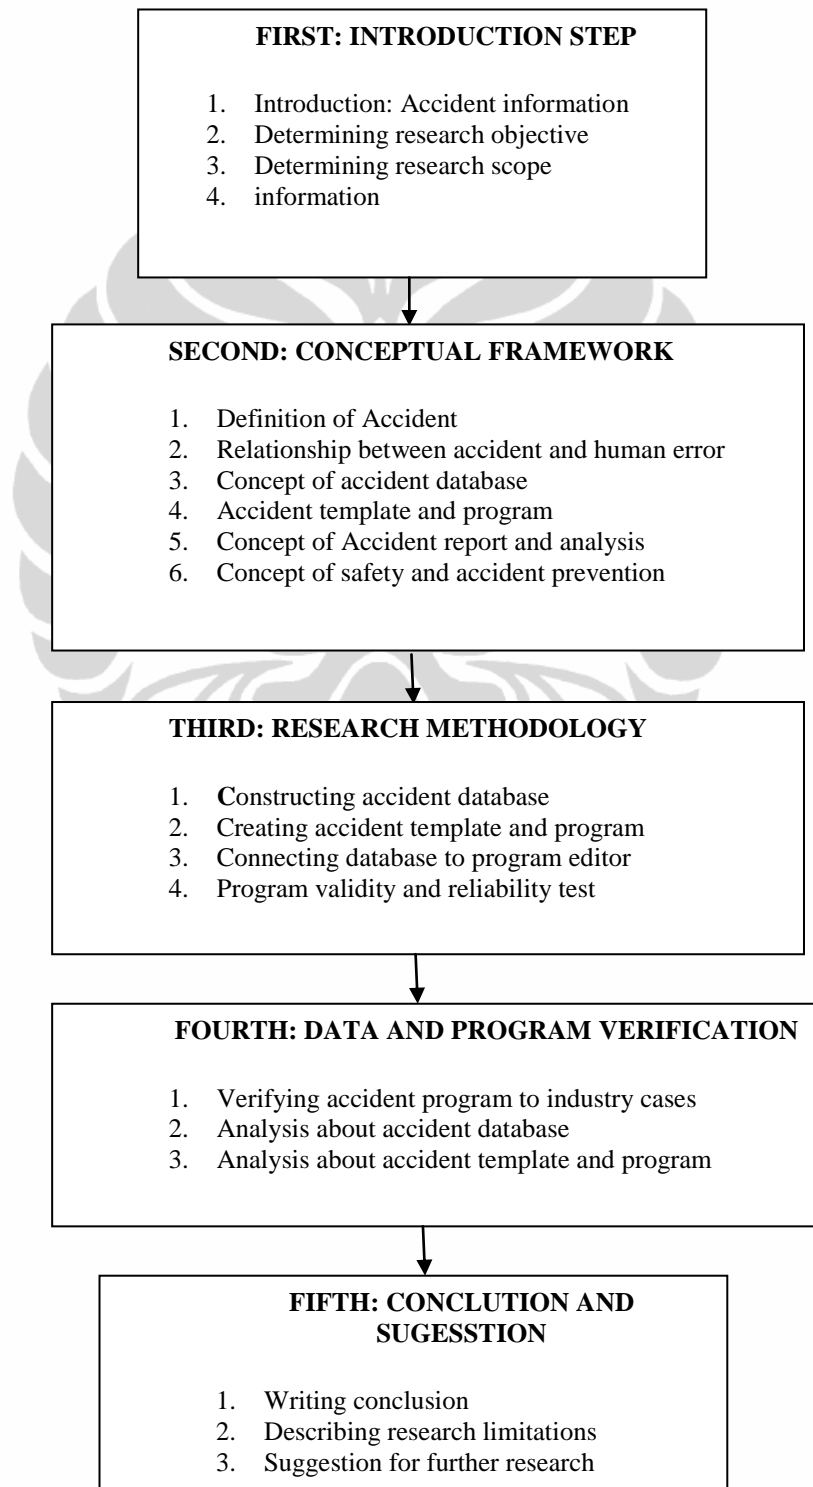 FIRST: INTRODUCTION STEP
1. Introduction: Accident information
2. Determining research objective
3. Determining research scope
4. information
SECOND: CONCEPTUAL FRAMEWORK
1. Definition of Accident
2. Relationship between accident and human error
3. Concept of accident database
4. Accident template and program
5. Concept of Accident report and analysis
6. Concept of safety and accident prevention
THIRD: RESEARCH METHODOLOGY
1. Constructing accident database
2. Creating accident template and program
3. Connecting database to program editor
4. Program validity and reliability test
FOURTH: DATA AND PROGRAM VERIFICATION
1. Verifying accident program to industry cases
2. Analysis about accident database
3. Analysis about accident template and program
FIFTH: CONCLUTION AND
SUGESSTION
1. Writing conclusion
2. Describing research limitations
3. Suggestion for further research